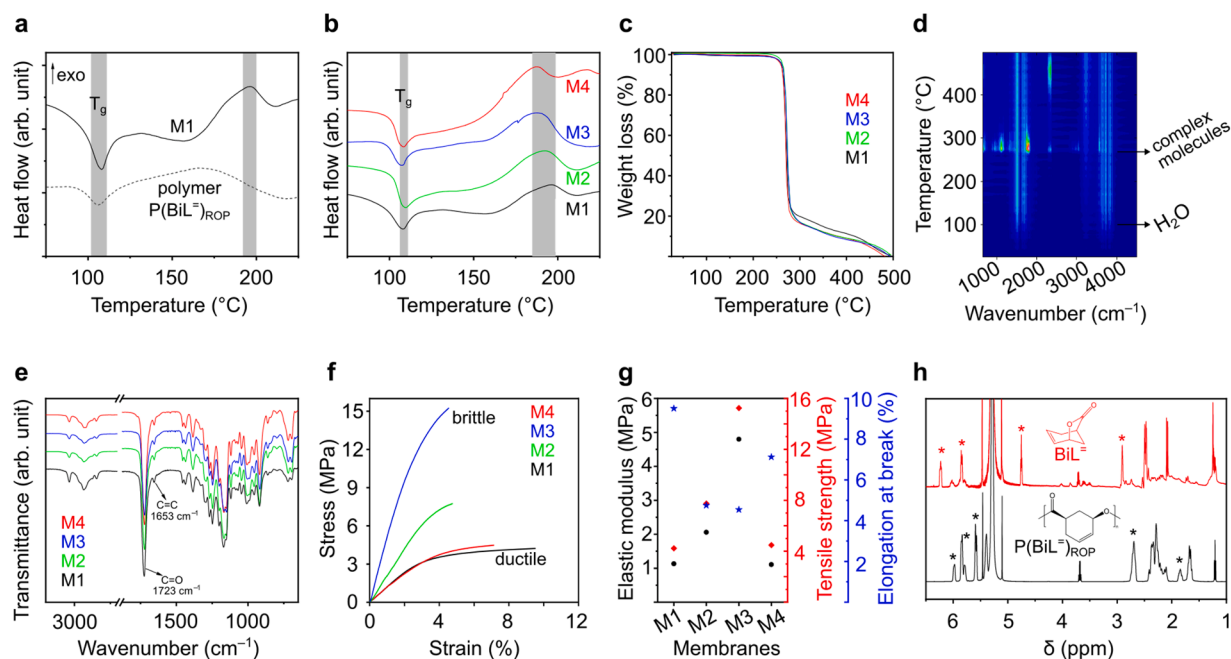 a
exo
Tg
M1
polymer
P(BiL=)ROP
Heat flow (arb. unit)
100 150 200 250
Temperature (°C)
b
Tg
M4
M3
M2
M1
Heat flow (arb. unit)
100 150 200
Temperature (°C)
c
100
80
60
40
20
M4
M3
M2
M1
Weight loss (%)
100 200 300 400 500
Temperature (°C)
d
400
300
200
100
Temperature (°C)
complex
molecules
H2O
1000 2000 3000 4000
Wavenumber (cm–1)
e
C=C
1653 cm–1
M4
M3
M2
M1
C=O
1723 cm–1
Transmittance (arb. unit)
3000 1500 1000
Wavenumber (cm–1)
f
15
12
9
6
3
0
brittle
M4
M3
M2
M1
ductile
Stress (MPa)
0 4 8 12
Strain (%)
g
6
5
4
3
2
1
0
Elastic modulus (MPa)
16
12
8
4
Tensile strength (MPa)
10
8
6
4
2
0
Elongation at break (%)
M1 M2 M3 M4
Membranes
h
* * * *
O
O
BiL=
O
O
P(BiL=)ROP
* * * * *
6 5 4 3 2 1
δ (ppm)